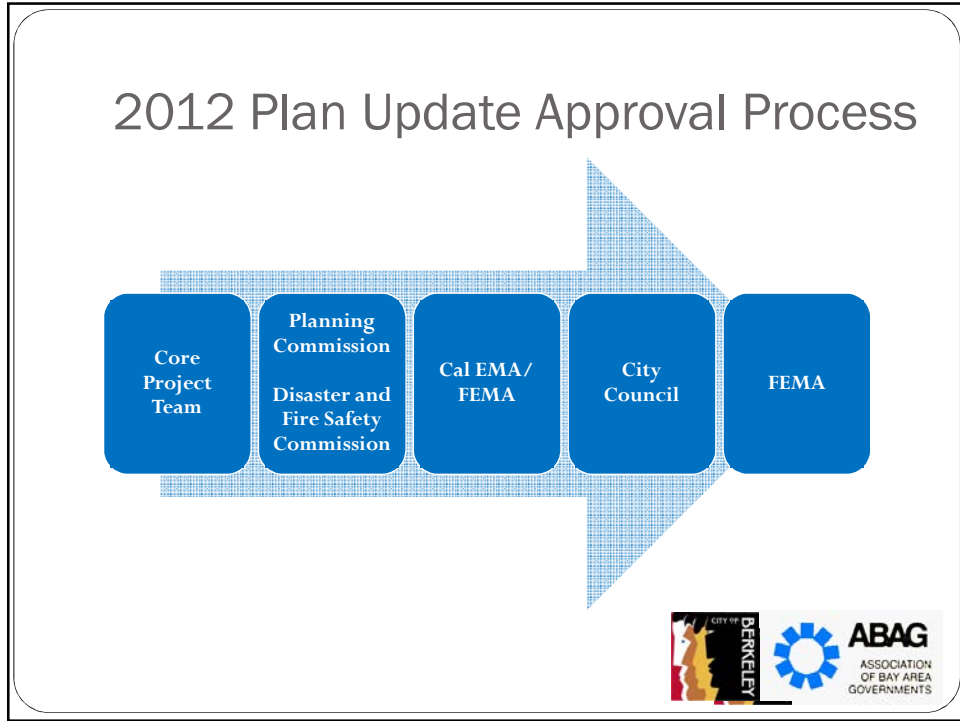 2012 Plan Update Approval Process
Core
Project
Team
Planning
Commission
Disaster and
Fire Safety
Commission
Cal EMA/
FEMA
City
Council
FEMA
CITY OF
BERKELEY
ABAG
ASSOCIATION
OF BAY AREA
GOVERNMENTS